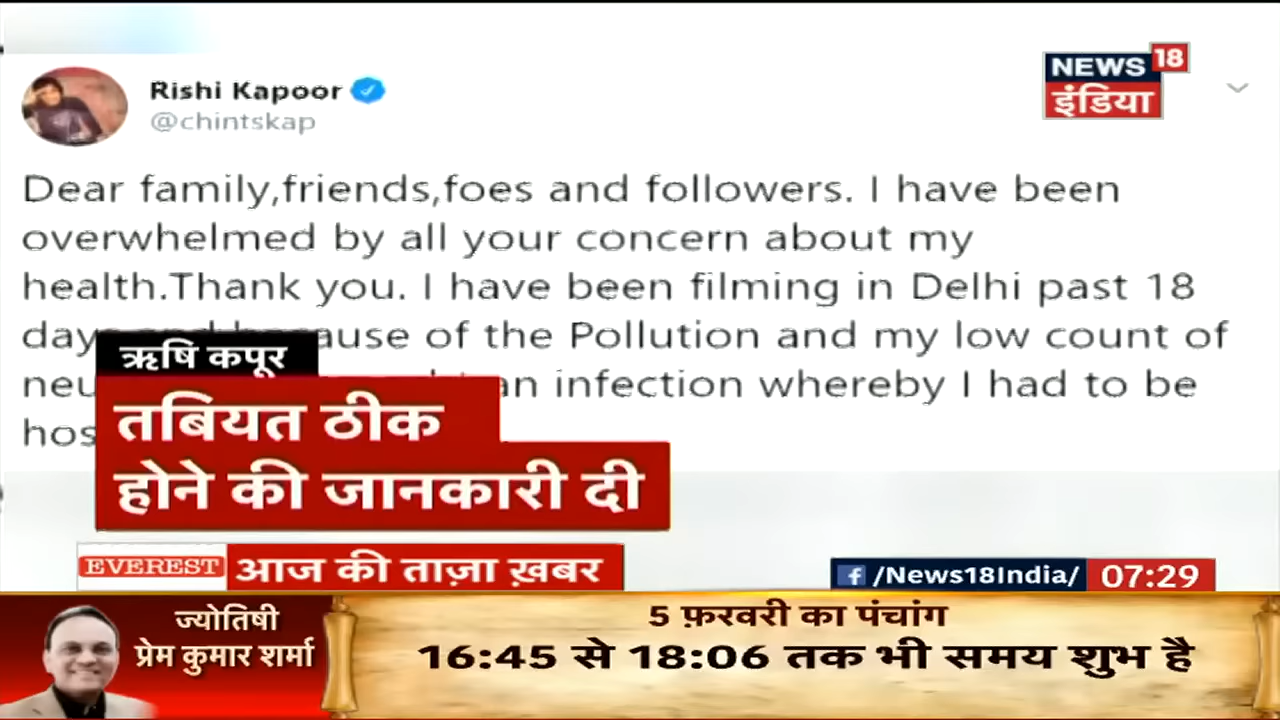 Rishi Kapoor
@chintskap
NEWS 18
इंडिया
Dear family,friends,foes and followers. I have been
overwhelmed by all your concern about my
health.Thank you. I have been filming in Delhi past 18
of the Pollution and my low count of
an infection whereby I had to be
ऋषि कपूर
तबियत ठीक
होने की जानकारी दी
EVEREST आज की ताज़ा ख़बर
f /News18India/ 07:29
ज्योतिषी
प्रेम कुमार शर्मा
5 फ़रवरी का पंचांग
16:45 से 18:06 तक भी समय शुभ है